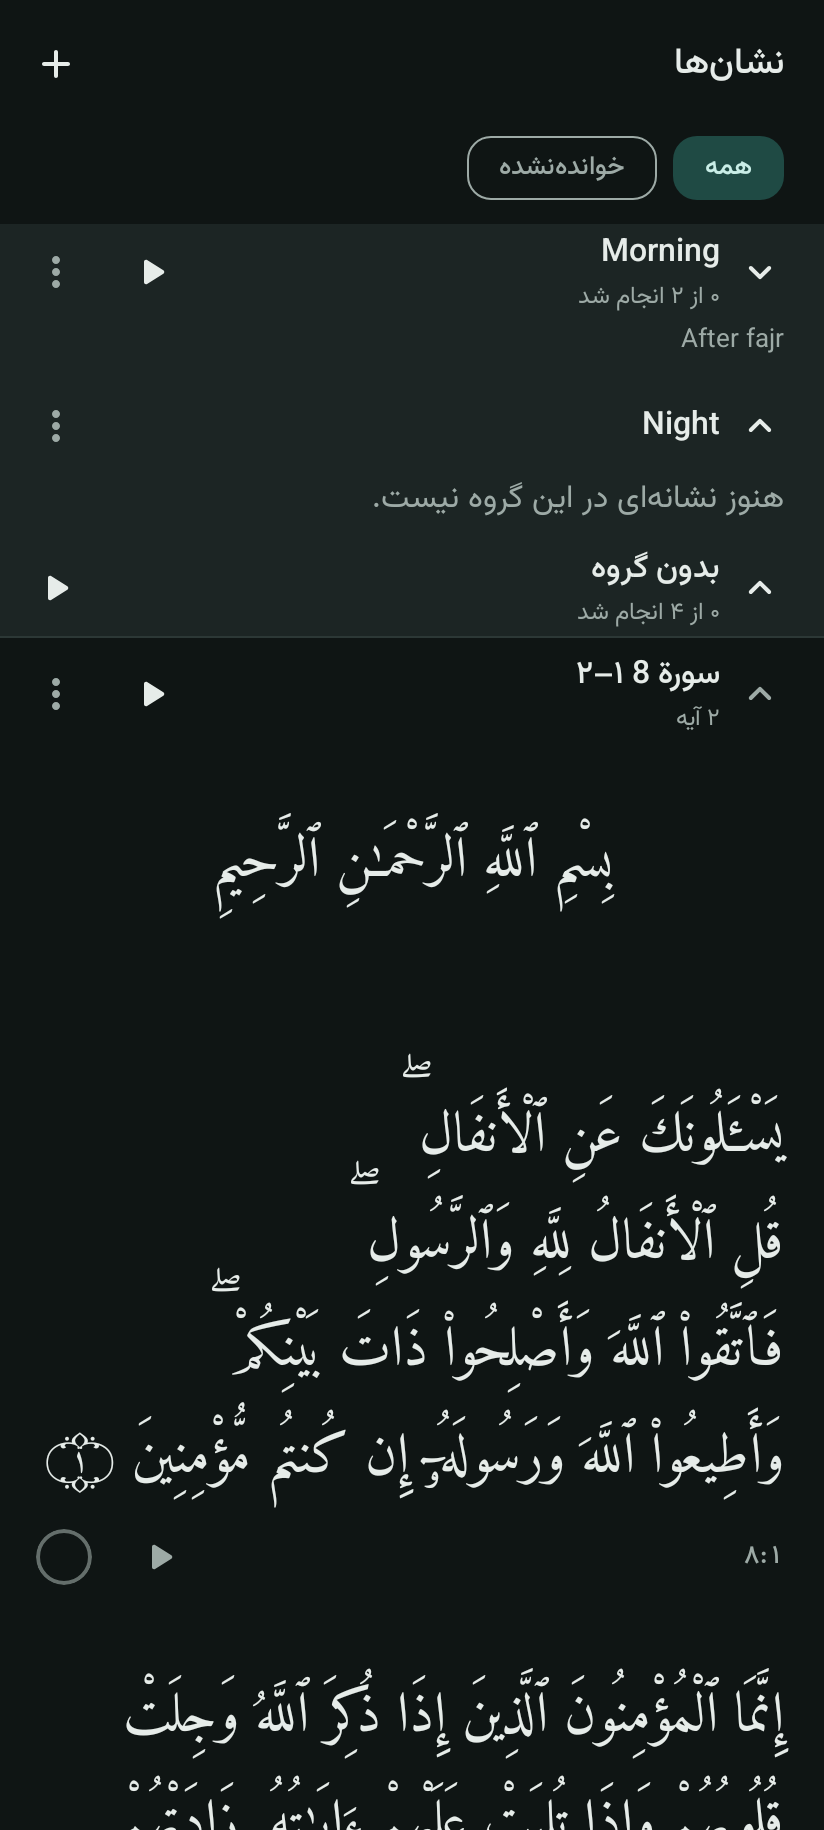 نشان‌ها
همه
خوانده‌نشده
Morning
۰ از ۲ انجام شد
After fajr
Night
هنوز نشانه‌ای در این گروه نیست.
بدون گروه
۰ از ۴ انجام شد
سورة 8 ۱–۲
۲ آیه
بِسْمِ ٱللَّهِ ٱلرَّحْمَـٰنِ ٱلرَّحِيمِ
يَسْـَٔلُونَكَ عَنِ ٱلْأَنفَالِ ۖ
قُلِ ٱلْأَنفَالُ لِلَّهِ وَٱلرَّسُولِ ۖ
فَٱتَّقُوا۟ ٱللَّهَ وَأَصْلِحُوا۟ ذَاتَ بَيْنِكُمْ ۖ
وَأَطِيعُوا۟ ٱللَّهَ وَرَسُولَهُۥٓ إِن كُنتُم مُّؤْمِنِينَ ۝١
۸:۱
إِنَّمَا ٱلْمُؤْمِنُونَ ٱلَّذِينَ إِذَا ذُكِرَ ٱللَّهُ وَجِلَتْ
قُلُوبُهُمْ وَإِذَا تُلِيَتْ عَلَيْهِمْ ءَايَـٰتُهُۥ زَادَتْهُمْ